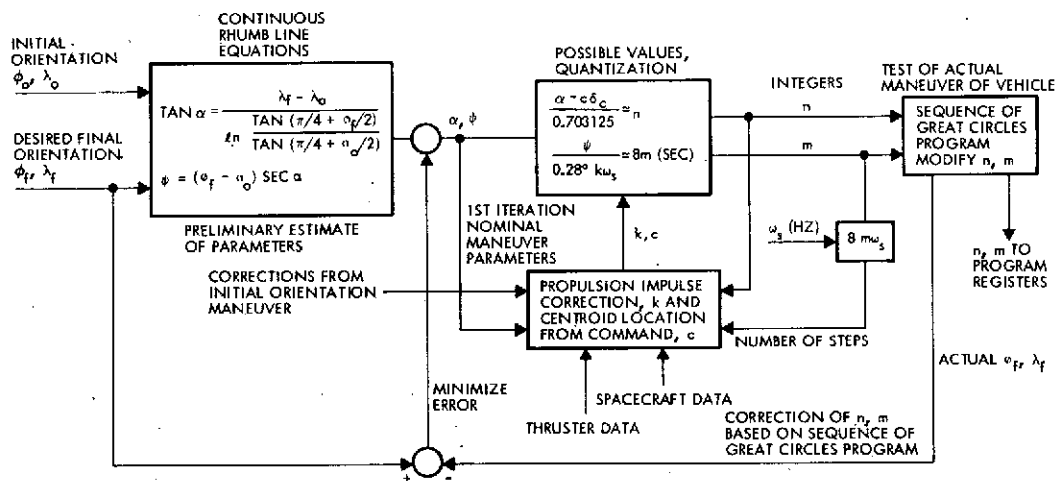 CONTINUOUS
RHUMB LINE
EQUATIONS
INITIAL
ORIENTATION
φₒ, λₒ
DESIRED FINAL
ORIENTATION
φf, λf
TAN α = (λf − λₒ) / (ℓn (TAN (π/4 + φf/2) / TAN (π/4 + αₒ/2)))
ψ = (φf − αₒ) SEC α
PRELIMINARY ESTIMATE
OF PARAMETERS
α, ψ
1ST ITERATION
NOMINAL
MANEUVER
PARAMETERS
POSSIBLE VALUES,
QUANTIZATION
(α − cδc) / 0.703125 ≃ n
ψ / (0.28° kωs) ≃ 8m (SEC)
k, c
INTEGERS
n
m
TEST OF ACTUAL
MANEUVER OF VEHICLE
SEQUENCE OF
GREAT CIRCLES
PROGRAM
MODIFY n, m
ωs (HZ)
8 mωs
n, m TO
PROGRAM
REGISTERS
CORRECTIONS FROM
INITIAL ORIENTATION
MANEUVER
PROPULSION IMPULSE
CORRECTION, k AND
CENTROID LOCATION
FROM COMMAND, c
NUMBER OF STEPS
ACTUAL φf, λf
MINIMIZE
ERROR
SPACECRAFT DATA
THRUSTER DATA
CORRECTION OF n, m
BASED ON SEQUENCE OF
GREAT CIRCLES PROGRAM
+ -